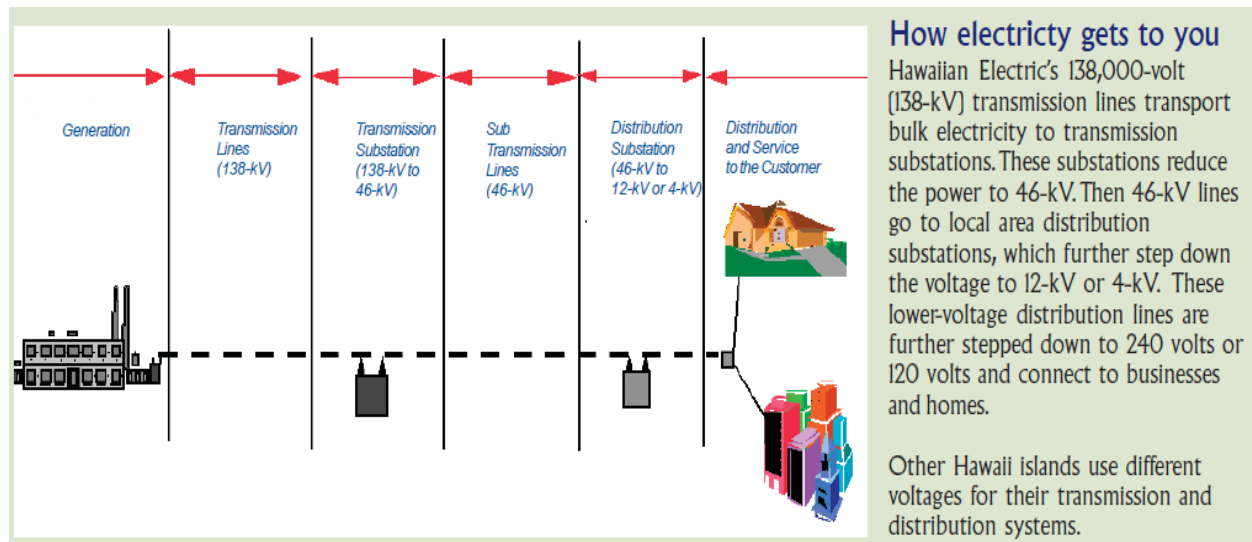 Generation
Transmission
Lines
(138-kV)
Transmission
Substation
(138-kV to
46-kV)
Sub
Transmission
Lines
(46-kV)
Distribution
Substation
(46-kV to
12-kV or 4-kV)
Distribution
and Service
to the Customer
How electricty gets to you
Hawaiian Electric's 138,000-volt
(138-kV) transmission lines transport
bulk electricity to transmission
substations. These substations reduce
the power to 46-kV. Then 46-kV lines
go to local area distribution
substations, which further step down
the voltage to 12-kV or 4-kV. These
lower-voltage distribution lines are
further stepped down to 240 volts or
120 volts and connect to businesses
and homes.
Other Hawaii islands use different
voltages for their transmission and
distribution systems.